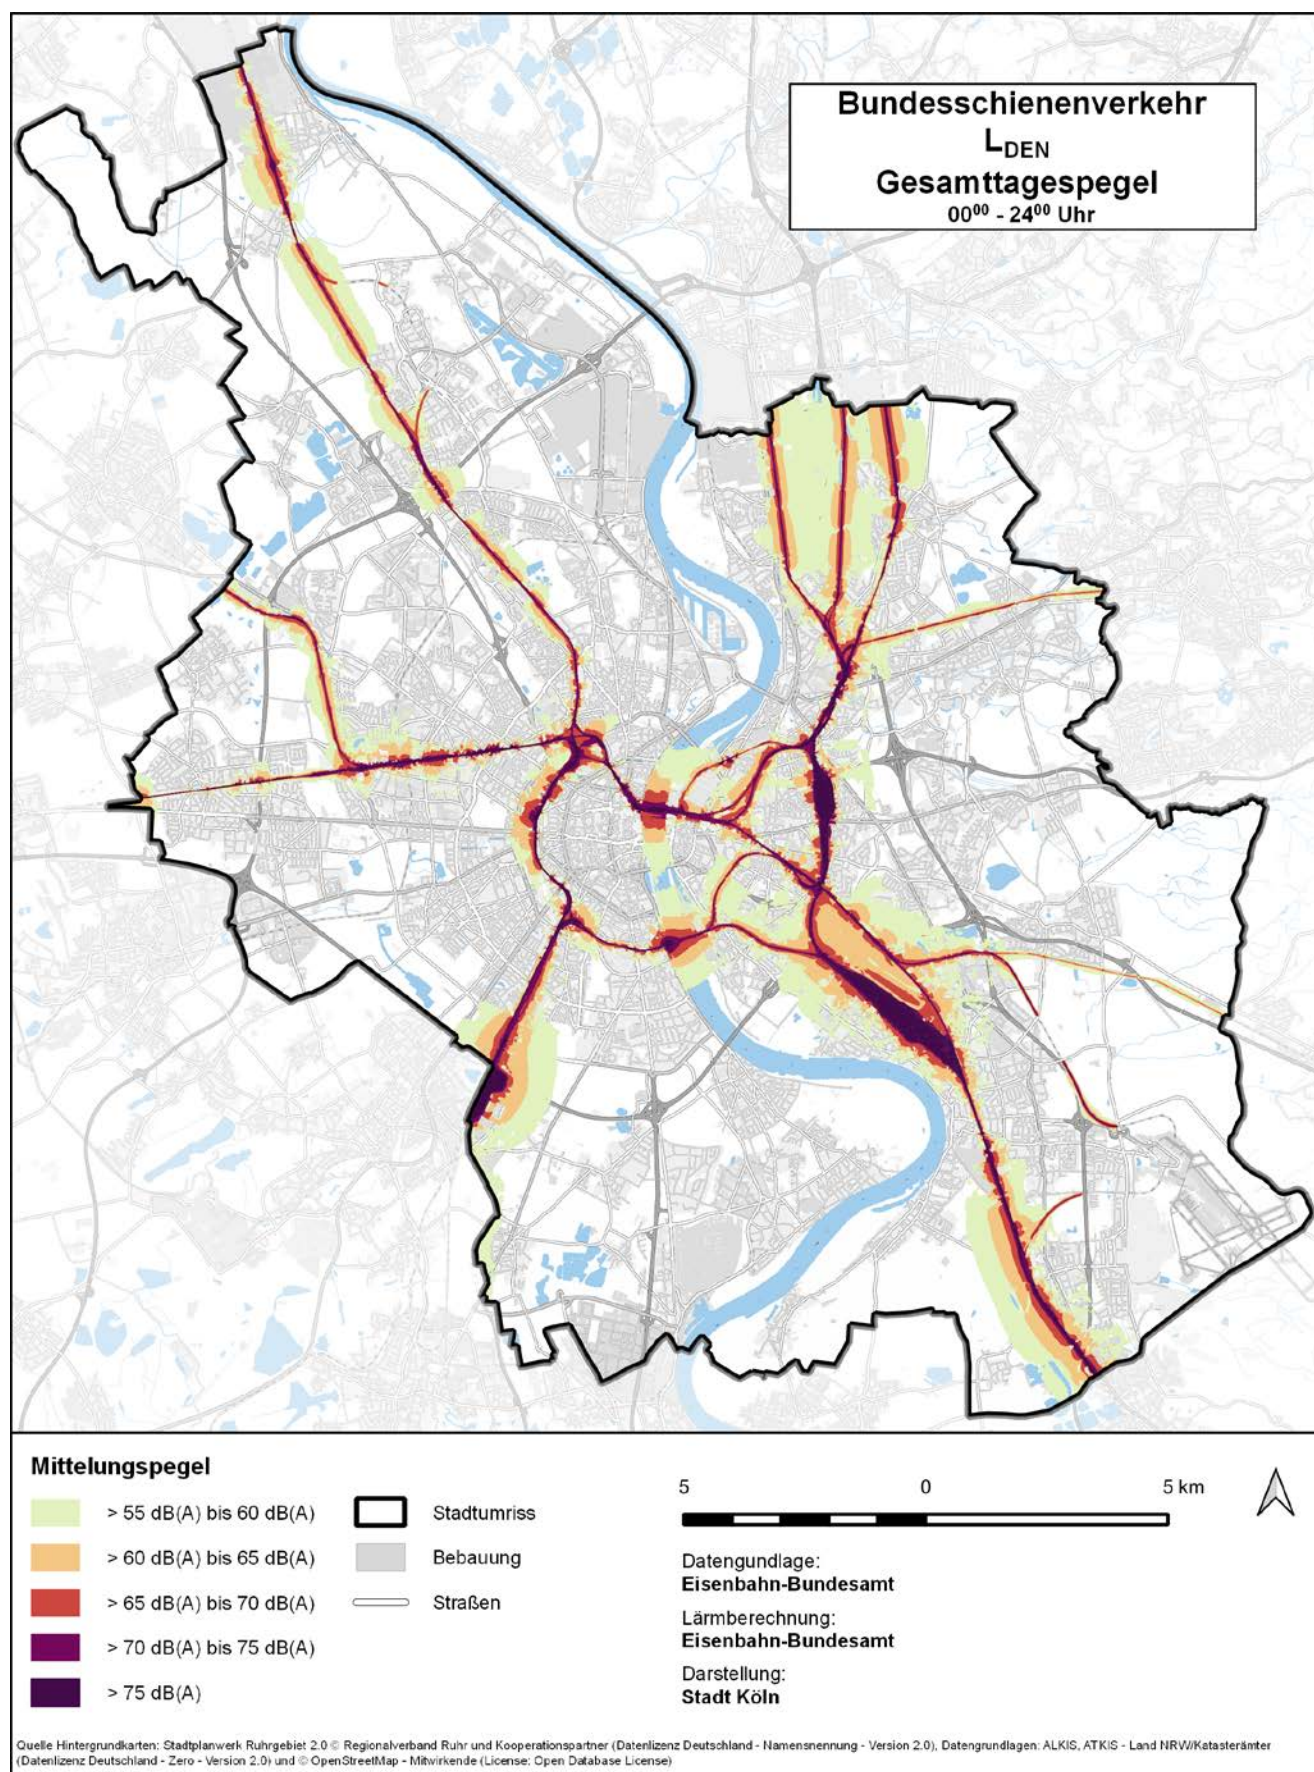 Bundesschienenverkehr
LDEN
Gesamttagespegel
00⁰⁰ - 24⁰⁰ Uhr
Mittelungspegel
> 55 dB(A) bis 60 dB(A)
> 60 dB(A) bis 65 dB(A)
> 65 dB(A) bis 70 dB(A)
> 70 dB(A) bis 75 dB(A)
> 75 dB(A)
Stadtumriss
Bebauung
Straßen
5 0 5 km
Datengundlage:
Eisenbahn-Bundesamt
Lärmberechnung:
Eisenbahn-Bundesamt
Darstellung:
Stadt Köln
Quelle Hintergrundkarten: Stadtplanwerk Ruhrgebiet 2.0 © Regionalverband Ruhr und Kooperationspartner (Datenlizenz Deutschland - Namensnennung - Version 2.0), Datengrundlagen: ALKIS, ATKIS - Land NRW/Katasterämter
(Datenlizenz Deutschland - Zero - Version 2.0) und © OpenStreetMap - Mitwirkende (License: Open Database License)